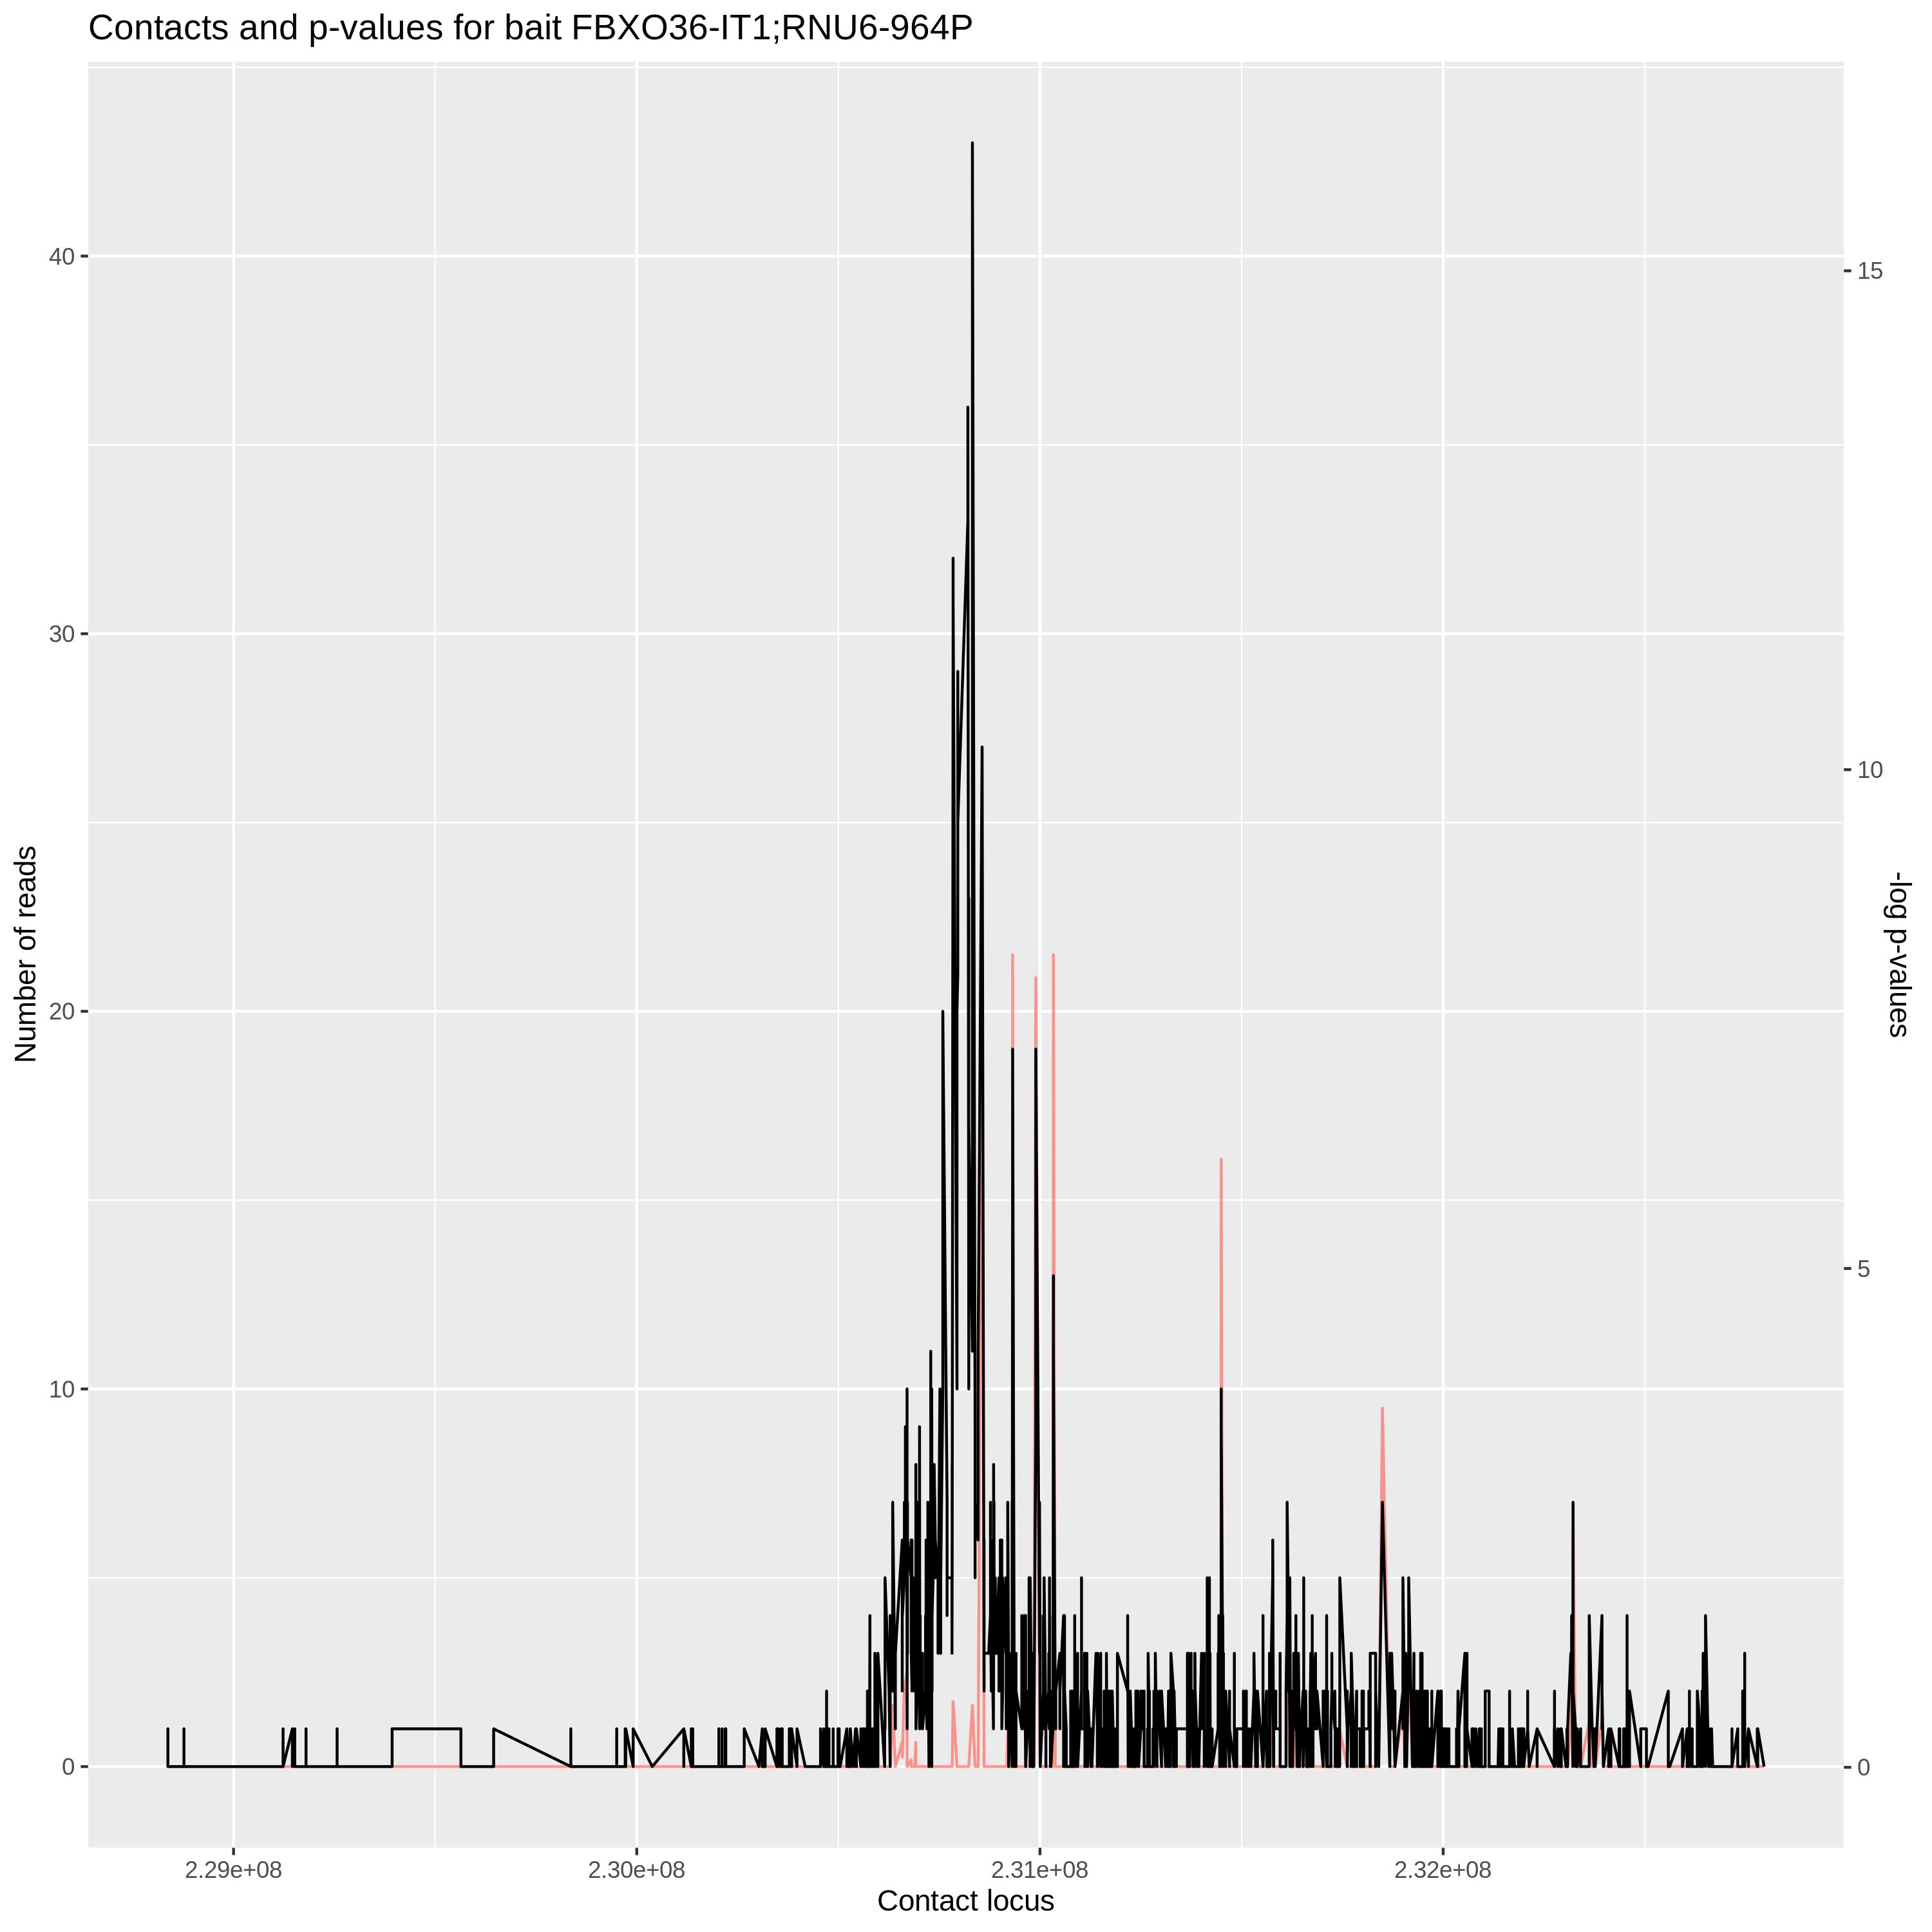 Contacts and p-values for bait FBXO36-IT1;RNU6-964P
40
30
20
10
0
Number of reads
15
10
5
0
-log p-values
2.29e+08 2.30e+08 2.31e+08 2.32e+08
Contact locus